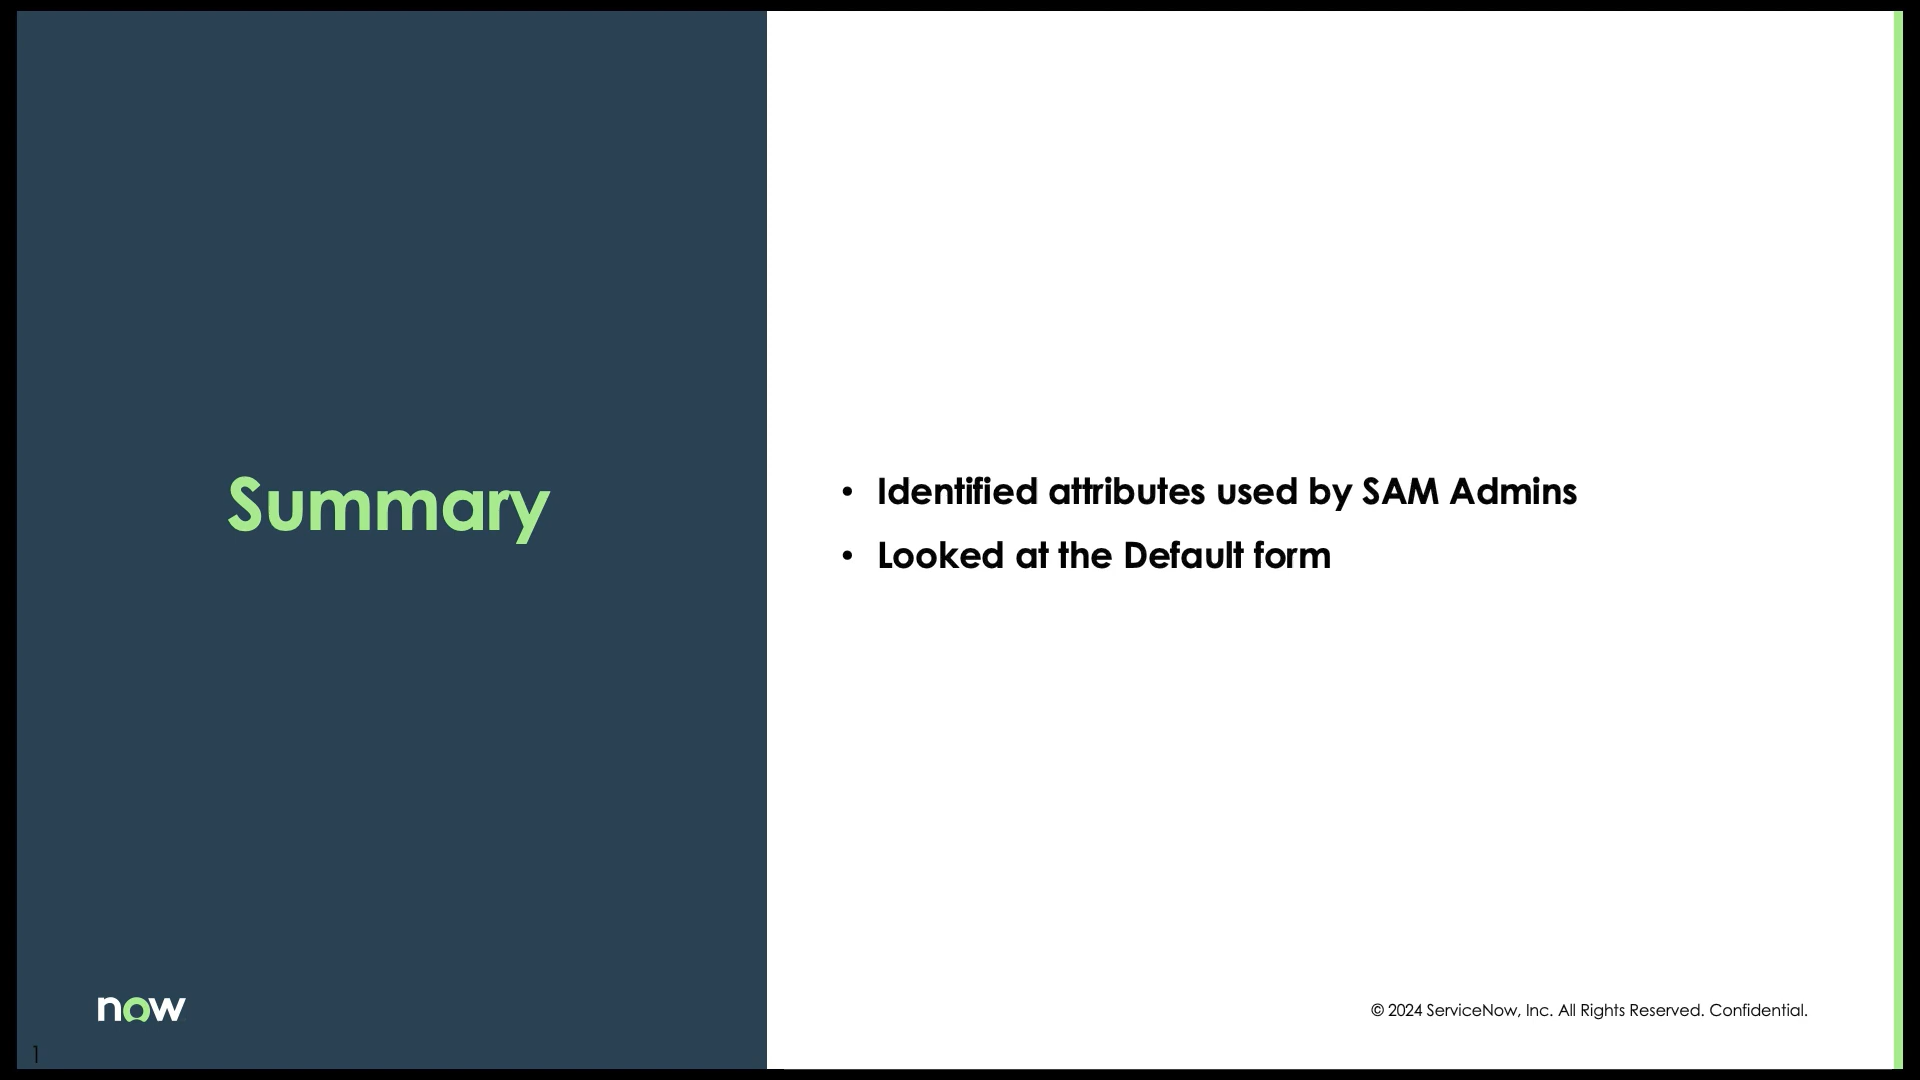 Summary
• Identified attributes used by SAM Admins
• Looked at the Default form
now
© 2024 ServiceNow, Inc. All Rights Reserved. Confidential.
1